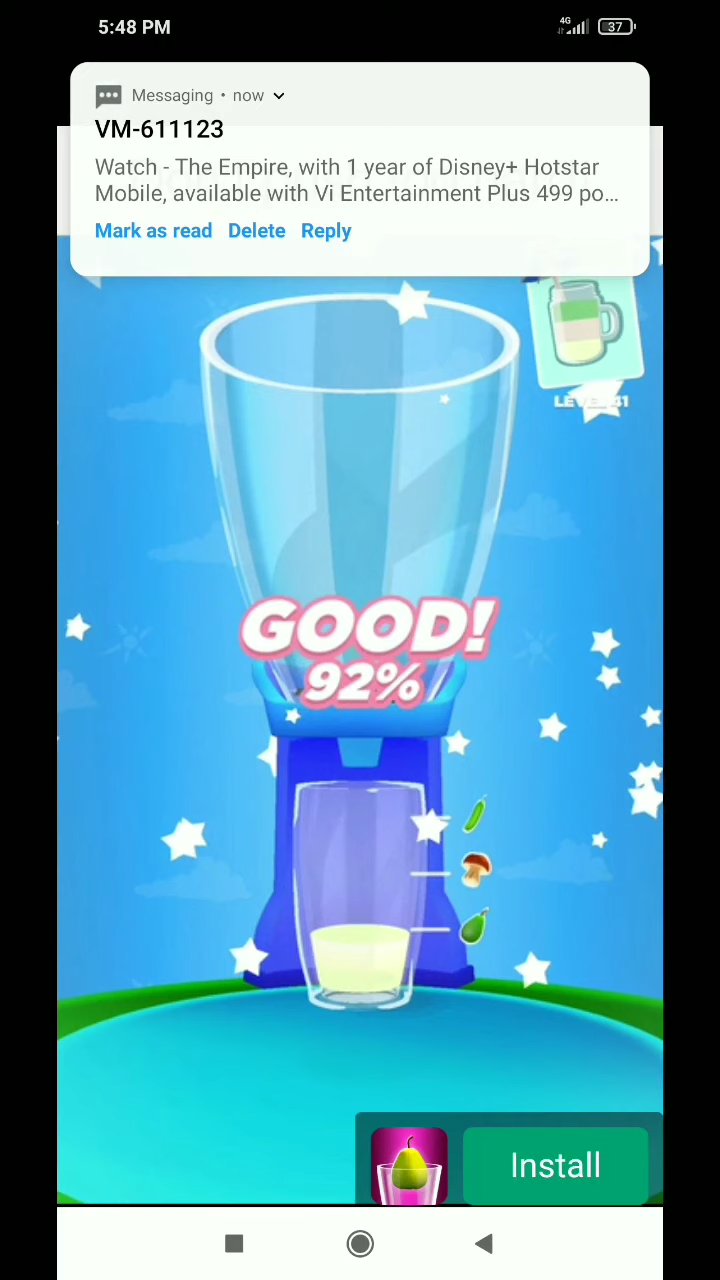 5:48 PM
4G
37
Messaging • now
VM-611123
Watch - The Empire, with 1 year of Disney+ Hotstar
Mobile, available with Vi Entertainment Plus 499 po...
Mark as read Delete Reply
GOOD!
92%
Install